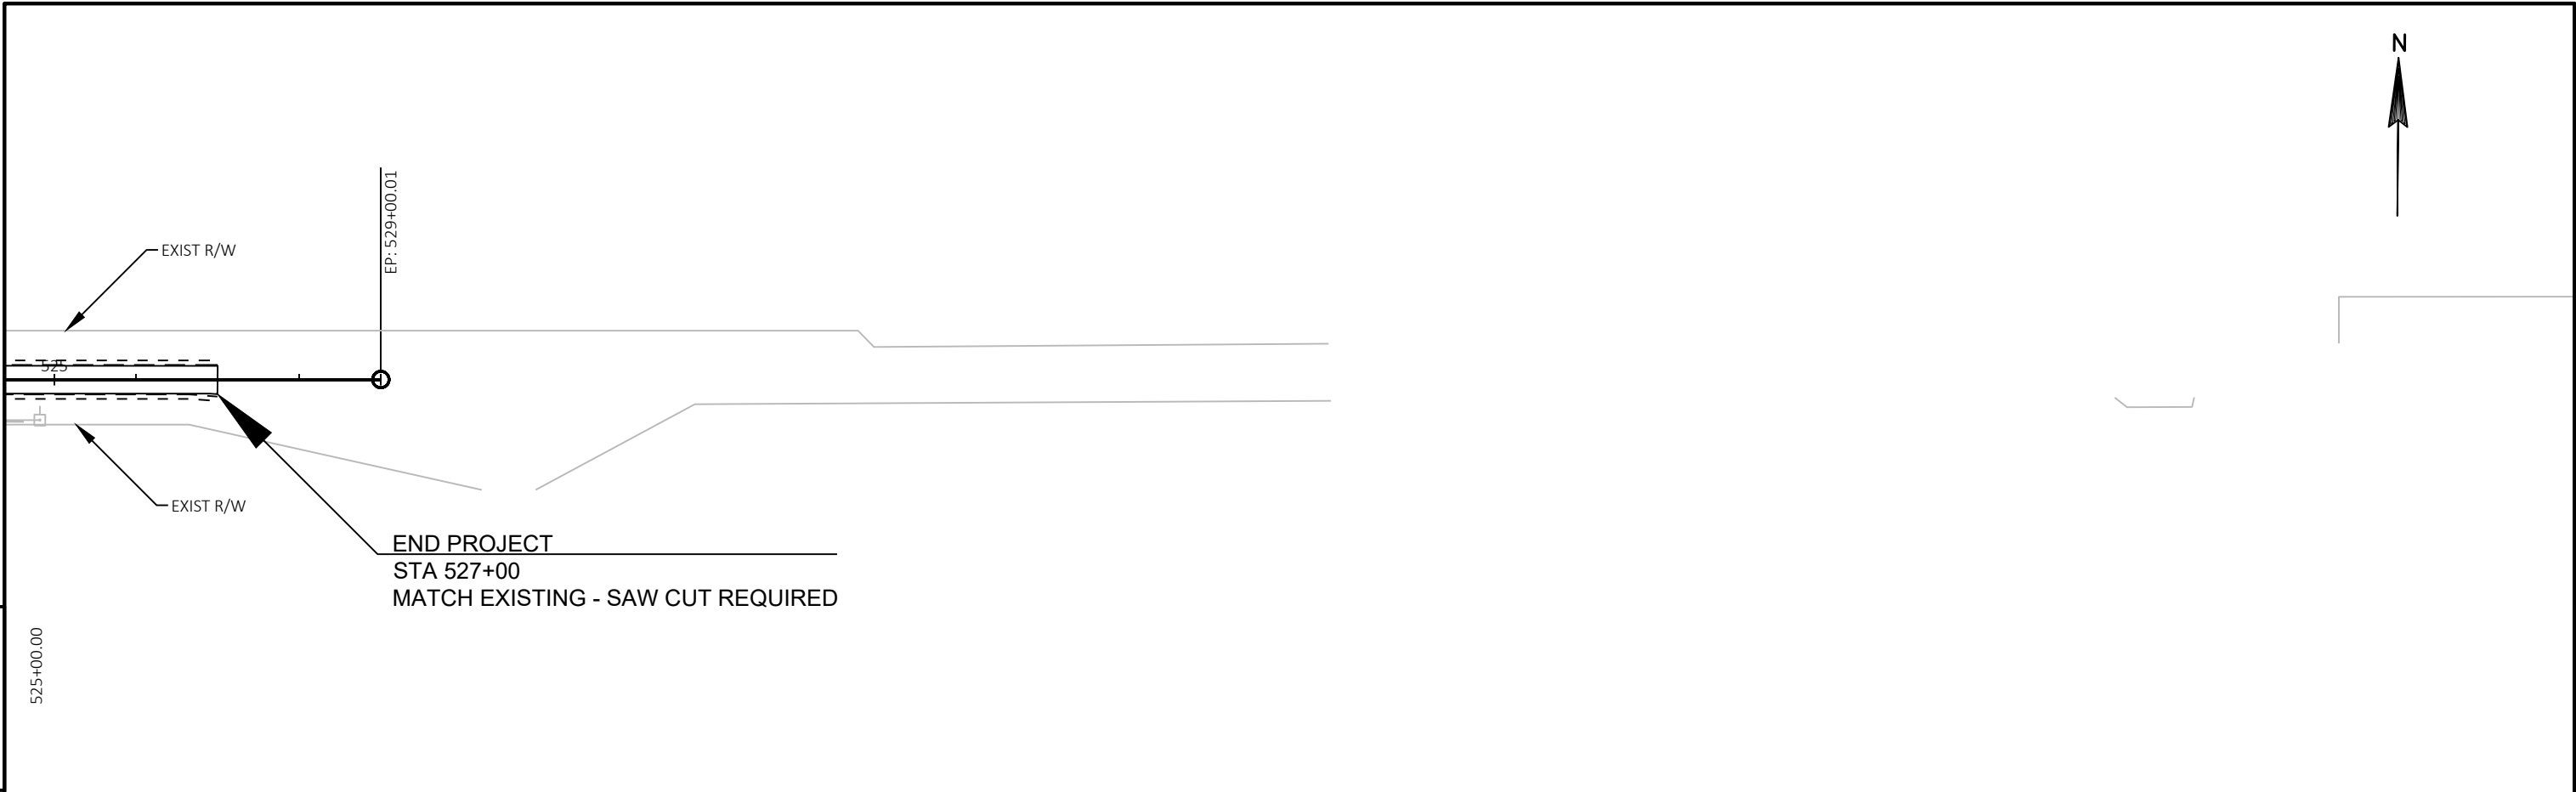 N
EP: 529+00.01
EXIST R/W
525
EXIST R/W
END PROJECT
STA 527+00
MATCH EXISTING - SAW CUT REQUIRED
525+00.00